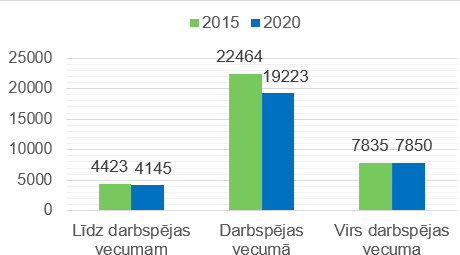 2015 2020
25000
20000
15000
10000
5000
0
4423 4145
22464 19223
7835 7850
Līdz darbspējas
vecumam
Darbspējas
vecumā
Virs darbspējas
vecuma